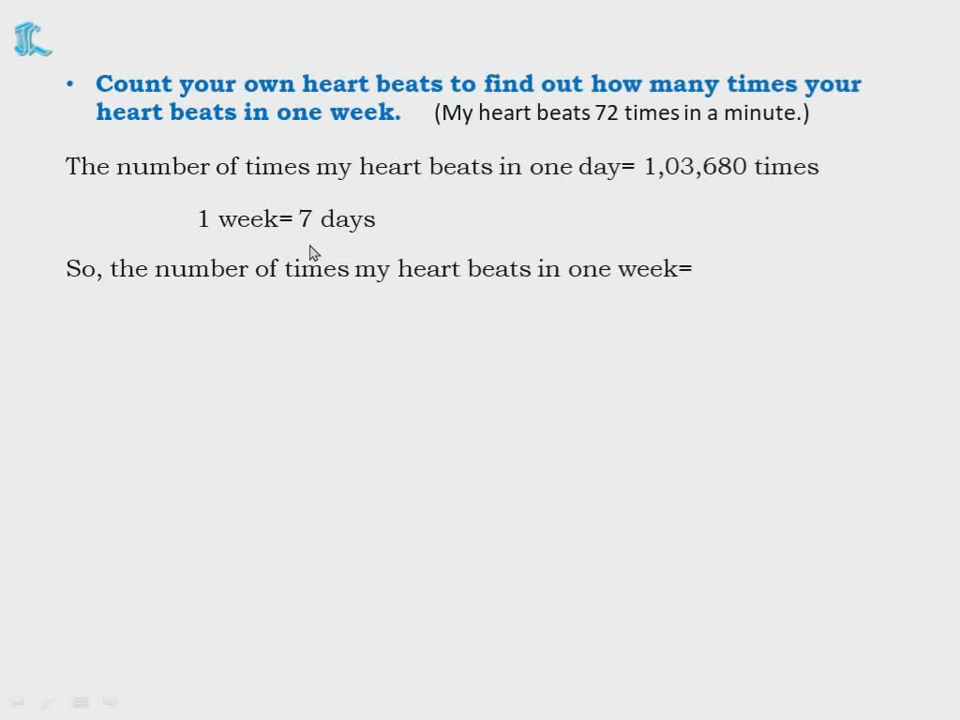 • Count your own heart beats to find out how many times your
heart beats in one week. (My heart beats 72 times in a minute.)
The number of times my heart beats in one day= 1,03,680 times
1 week= 7 days
So, the number of times my heart beats in one week=